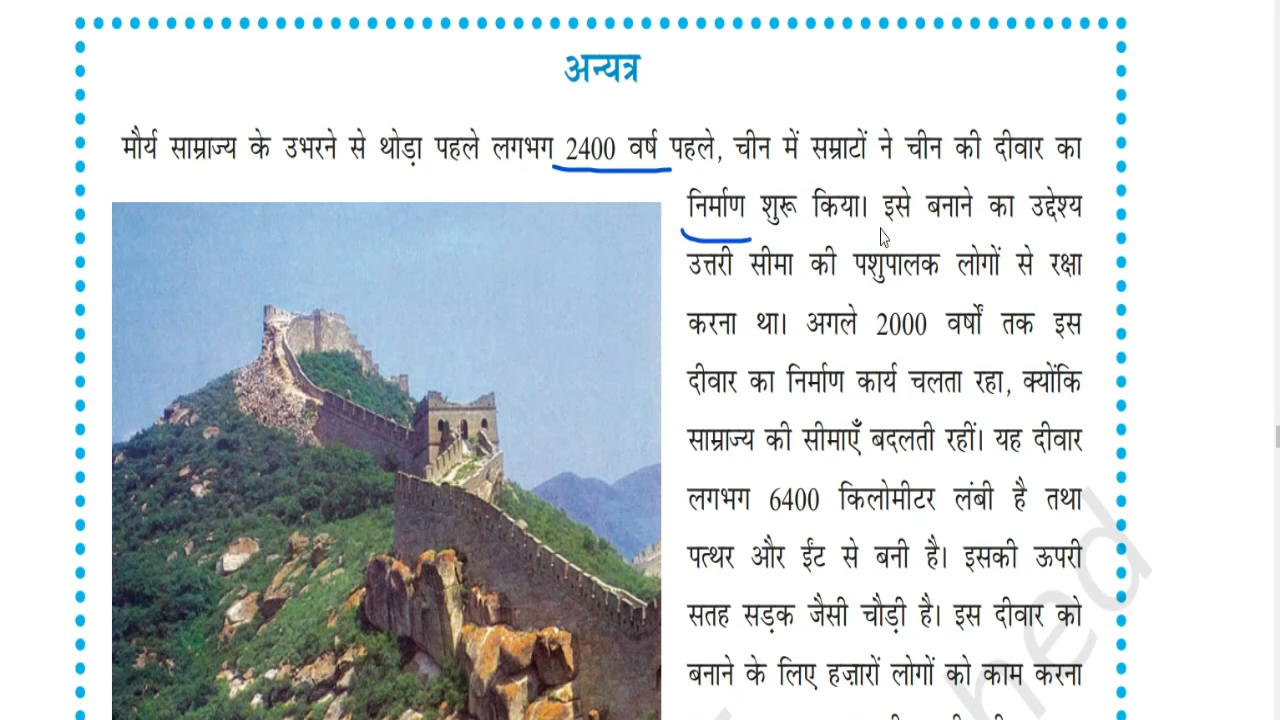 अन्यत्र
मौर्य साम्राज्य के उभरने से थोड़ा पहले लगभग 2400 वर्ष पहले, चीन में सम्राटों ने चीन की दीवार का
निर्माण शुरू किया। इसे बनाने का उद्देश्य
उत्तरी सीमा की पशुपालक लोगों से रक्षा
करना था। अगले 2000 वर्षों तक इस
दीवार का निर्माण कार्य चलता रहा, क्योंकि
साम्राज्य की सीमाएँ बदलती रहीं। यह दीवार
लगभग 6400 किलोमीटर लंबी है तथा
पत्थर और ईंट से बनी है। इसकी ऊपरी
सतह सड़क जैसी चौड़ी है। इस दीवार को
बनाने के लिए हज़ारों लोगों को काम करना